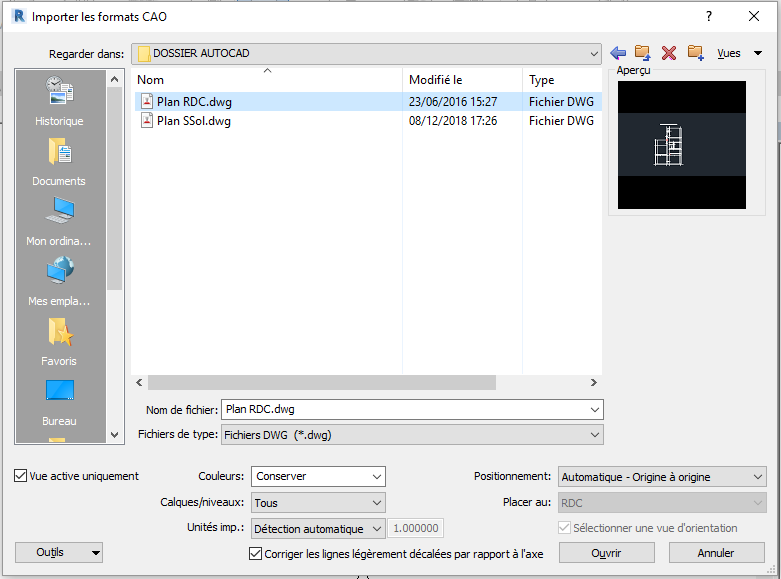 Importer les formats CAO
Regarder dans: DOSSIER AUTOCAD Vues
Aperçu
Nom Modifié le Type
Plan RDC.dwg 23/06/2016 15:27 Fichier DWG
Plan SSol.dwg 08/12/2018 17:26 Fichier DWG
Historique
Documents
Mon ordina...
Mes empla...
Favoris
Bureau
Nom de fichier: Plan RDC.dwg
Fichiers de type: Fichiers DWG (*.dwg)
Vue active uniquement Couleurs: Conserver Positionnement: Automatique - Origine à origine
Calques/niveaux: Tous Placer au: RDC
Unités imp.: Détection automatique 1.000000 Sélectionner une vue d'orientation
Outils Corriger les lignes légèrement décalées par rapport à l'axe Ouvrir Annuler